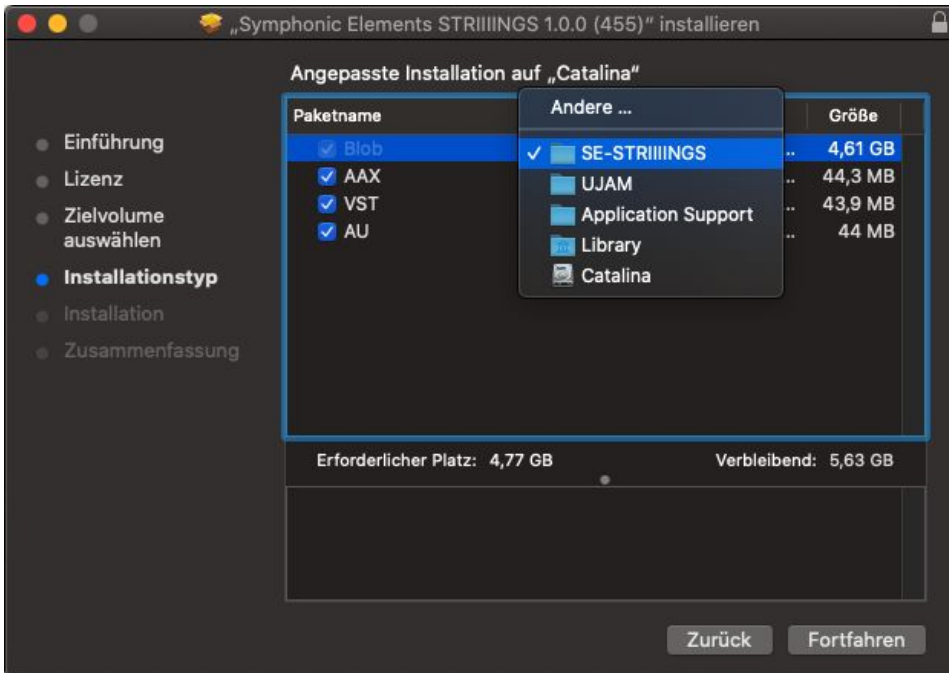 „Symphonic Elements STRIIIINGS 1.0.0 (455)“ installieren
Angepasste Installation auf „Catalina“
Einführung
Lizenz
Zielvolume
auswählen
Installationstyp
Installation
Zusammenfassung
Paketname
Größe
Blob
.. 4,61 GB
AAX
.. 44,3 MB
VST
.. 43,9 MB
AU
.. 44 MB
Andere ...
SE-STRIIIINGS
UJAM
Application Support
Library
Catalina
Erforderlicher Platz: 4,77 GB
Verbleibend: 5,63 GB
Zurück
Fortfahren